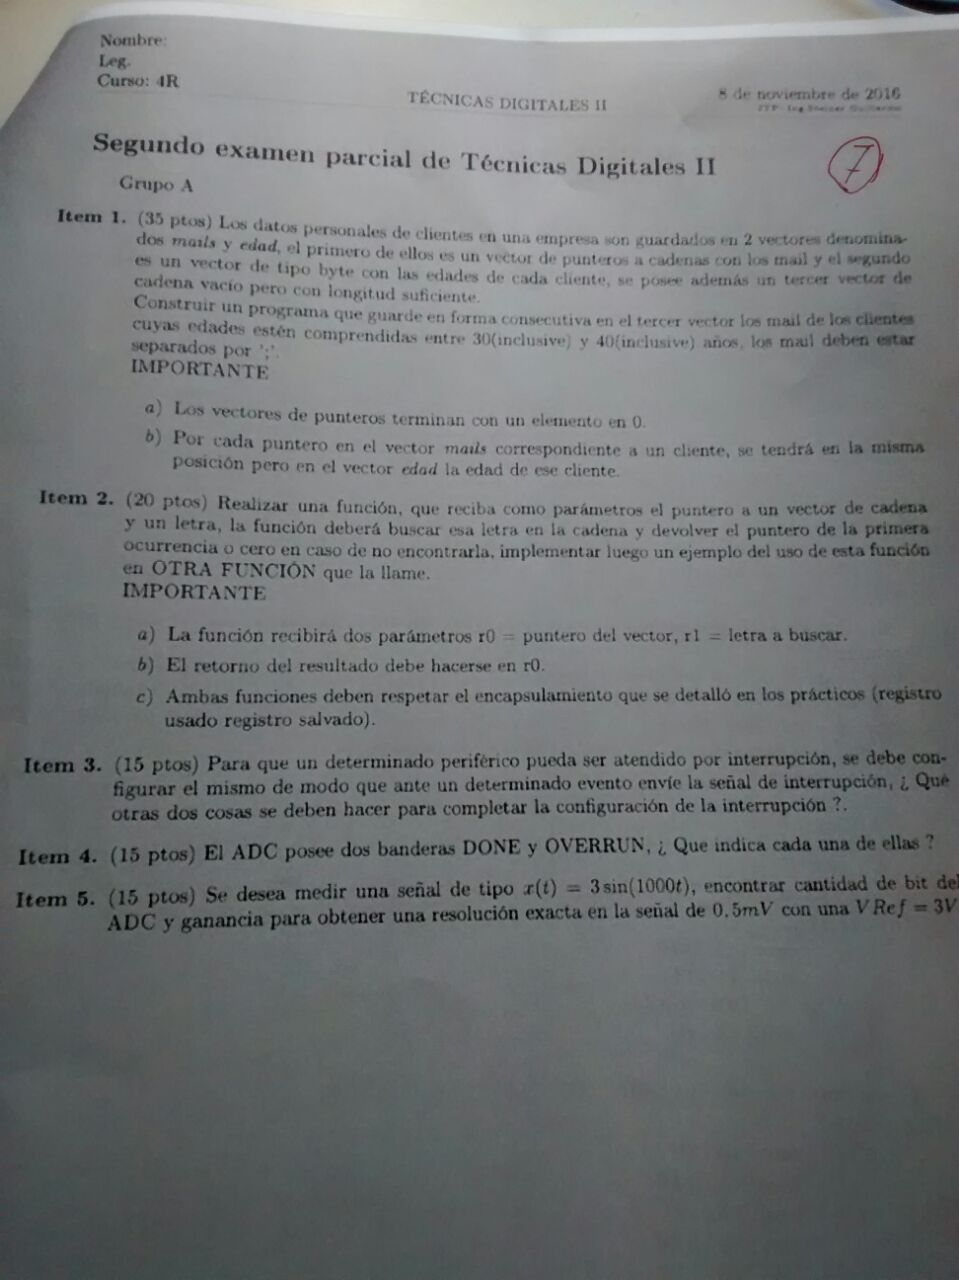 Nombre:
Leg.
Curso: 4R
TÉCNICAS DIGITALES II
8 de noviembre de 2016
JTP: Ing
Segundo examen parcial de Técnicas Digitales II
7
Grupo A
Item 1. (35 ptos) Los datos personales de clientes en una empresa son guardados en 2 vectores denomina-
dos mails y edad, el primero de ellos es un vector de punteros a cadenas con los mail y el segundo
es un vector de tipo byte con las edades de cada cliente, se posee además un tercer vector de
cadena vacío pero con longitud suficiente.
Construir un programa que guarde en forma consecutiva en el tercer vector los mail de los clientes
cuyas edades estén comprendidas entre 30(inclusive) y 40(inclusive) años, los mail deben estar
separados por ';'.
IMPORTANTE
a) Los vectores de punteros terminan con un elemento en 0.
b) Por cada puntero en el vector mails correspondiente a un cliente, se tendrá en la misma
posición pero en el vector edad la edad de ese cliente.
Item 2. (20 ptos) Realizar una función, que reciba como parámetros el puntero a un vector de cadena
y un letra, la función deberá buscar esa letra en la cadena y devolver el puntero de la primera
ocurrencia o cero en caso de no encontrarla, implementar luego un ejemplo del uso de esta función
en OTRA FUNCIÓN que la llame.
IMPORTANTE
a) La función recibirá dos parámetros r0 = puntero del vector, r1 = letra a buscar.
b) El retorno del resultado debe hacerse en r0.
c) Ambas funciones deben respetar el encapsulamiento que se detalló en los prácticos (registro
usado registro salvado).
Item 3. (15 ptos) Para que un determinado periférico pueda ser atendido por interrupción, se debe con-
figurar el mismo de modo que ante un determinado evento envíe la señal de interrupción, ¿ Qué
otras dos cosas se deben hacer para completar la configuración de la interrupción ?.
Item 4. (15 ptos) El ADC posee dos banderas DONE y OVERRUN, ¿ Que indica cada una de ellas ?
Item 5. (15 ptos) Se desea medir una señal de tipo x(t) = 3 sin(1000t), encontrar cantidad de bit del
ADC y ganancia para obtener una resolución exacta en la señal de 0.5mV con una VRef = 3V